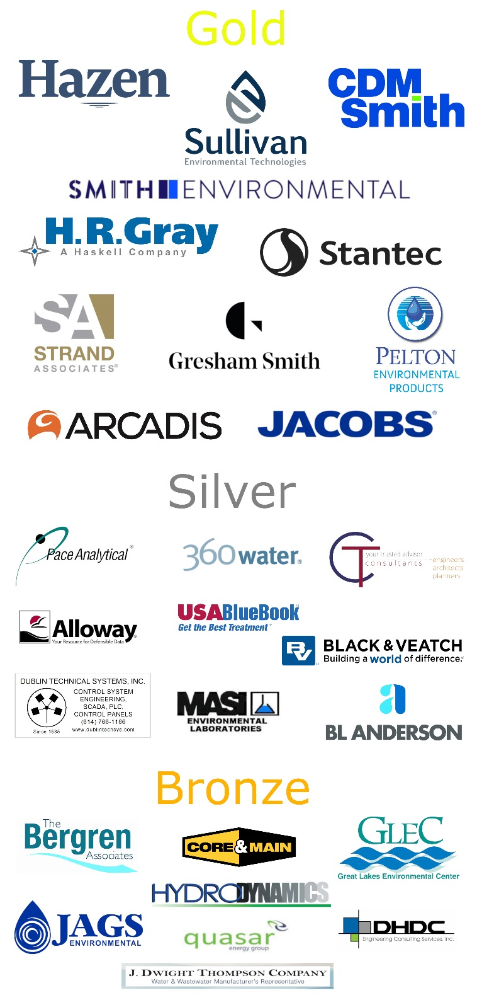 Gold
Hazen
Sullivan
Environmental Technologies
CDM
Smith
SMITH ENVIRONMENTAL
H.R.Gray
A Haskell Company
Stantec
SA
STRAND
ASSOCIATES®
Gresham Smith
PELTON
ENVIRONMENTAL
PRODUCTS
ARCADIS
JACOBS®
Silver
Pace Analytical®
360water®
CT
your trusted advisor
consultants
engineers
architects
planners
Alloway®
Your Resource for Defensible Data
USABlueBook
Get the Best Treatment™
BV
BLACK & VEATCH
Building a world of difference.
DUBLIN TECHNICAL SYSTEMS, INC.
CONTROL SYSTEM
ENGINEERING,
SCADA, PLC.
CONTROL PANELS
(614) 766-1166
www.dublintechsys.com
Since 1985
MASI
ENVIRONMENTAL
LABORATORIES
a
BL ANDERSON
Bronze
The
Bergren
Associates
CORE & MAIN
GLEC
Great Lakes Environmental Center
HYDRODYNAMICS
JAGS
ENVIRONMENTAL
quasar
energy group
DHDC
Engineering Consulting Services, Inc.
J. DWIGHT THOMPSON COMPANY
Water & Wastewater Manufacturer's Representative